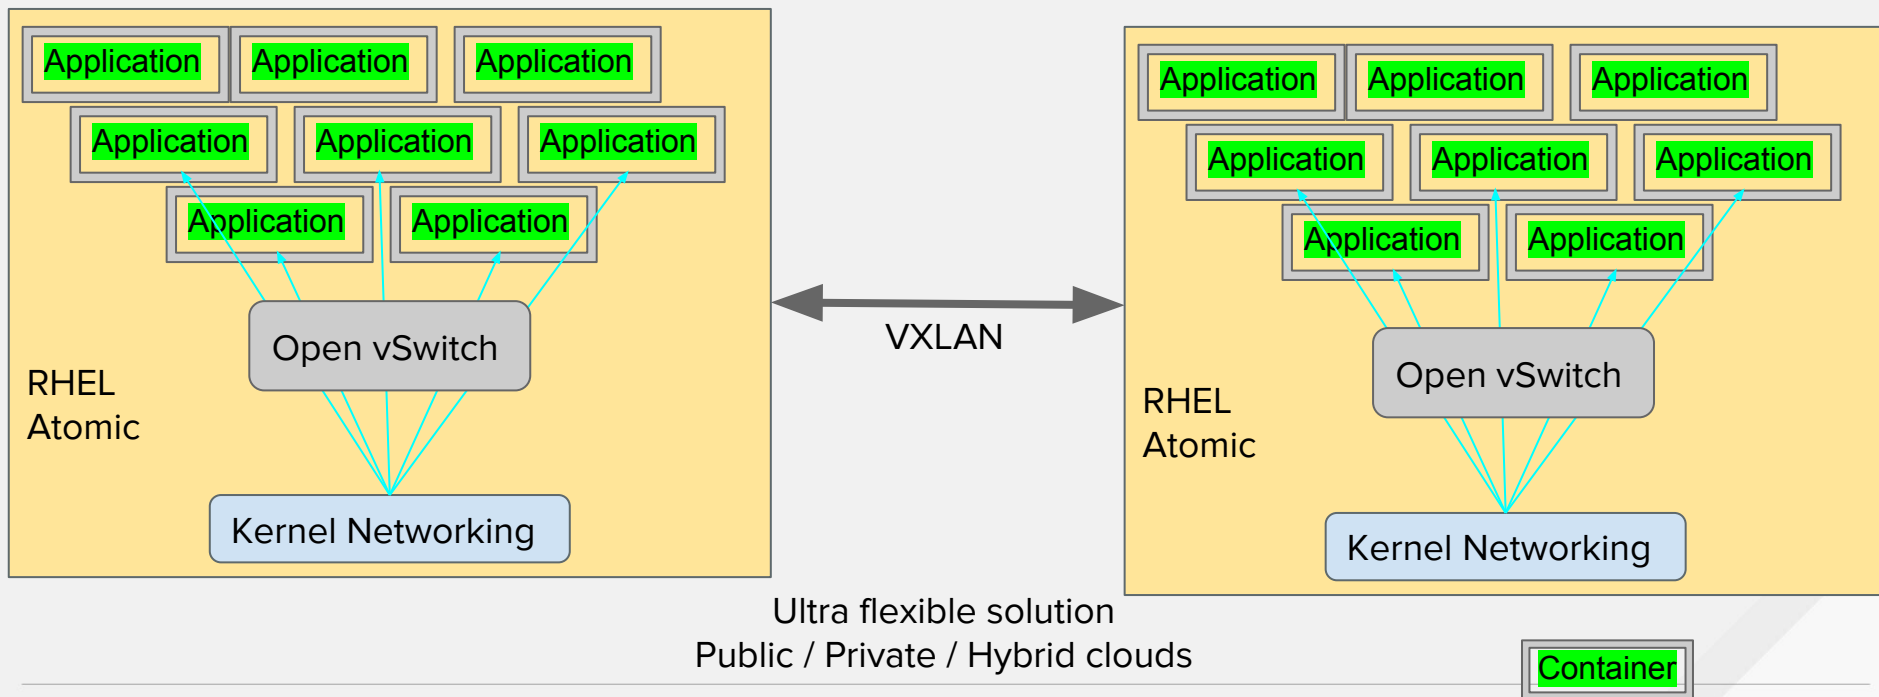 Application
Application
Application
Application
Application
Application
Application
Application
Open vSwitch
RHEL
Atomic
Kernel Networking
VXLAN
Application
Application
Application
Application
Application
Application
Application
Application
Open vSwitch
RHEL
Atomic
Kernel Networking
Ultra flexible solution
Public / Private / Hybrid clouds
Container